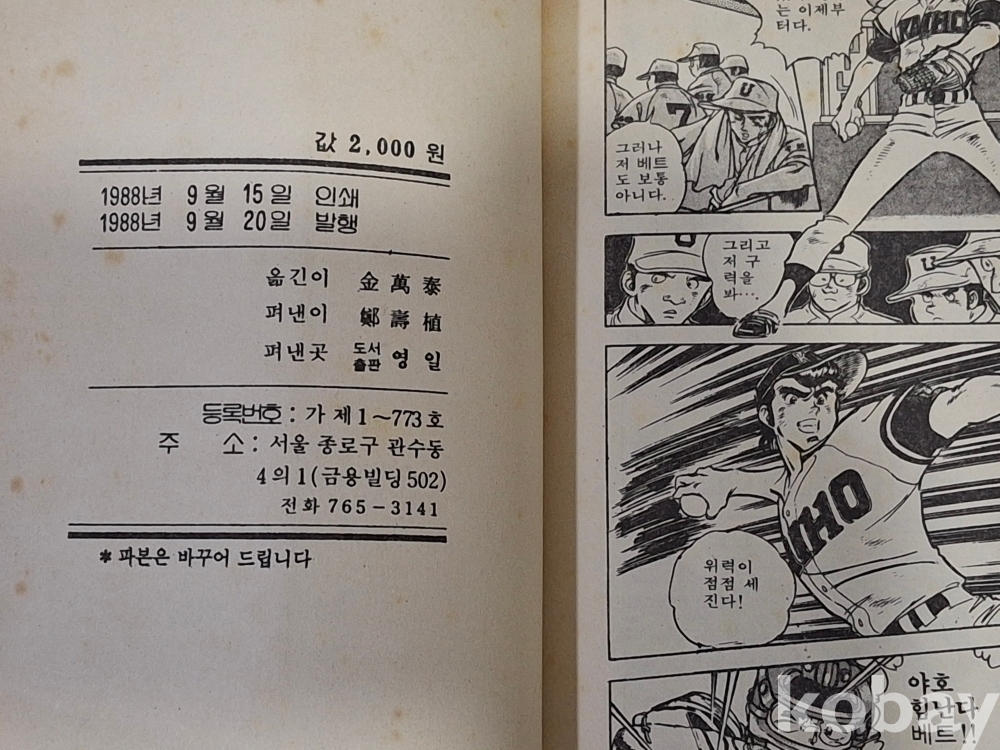 값 2,000 원
1988년 9월 15일 인쇄
1988년 9월 20일 발행
옮긴이 金萬泰
펴낸이 鄭壽植
펴낸곳 도서출판 영일
등록번호 : 가 제1~773호
주 소 : 서울 종로구 관수동
4의1(금용빌딩502)
전화 765-3141
* 파본은 바꾸어 드립니다
는 이제부
터다.
U
7
그러나
저 베트
도 보통
아니다.
그리고
저 구
력을
봐….
U
위력이
점점 세
진다!
야호
힘난다
베트!!
kobay